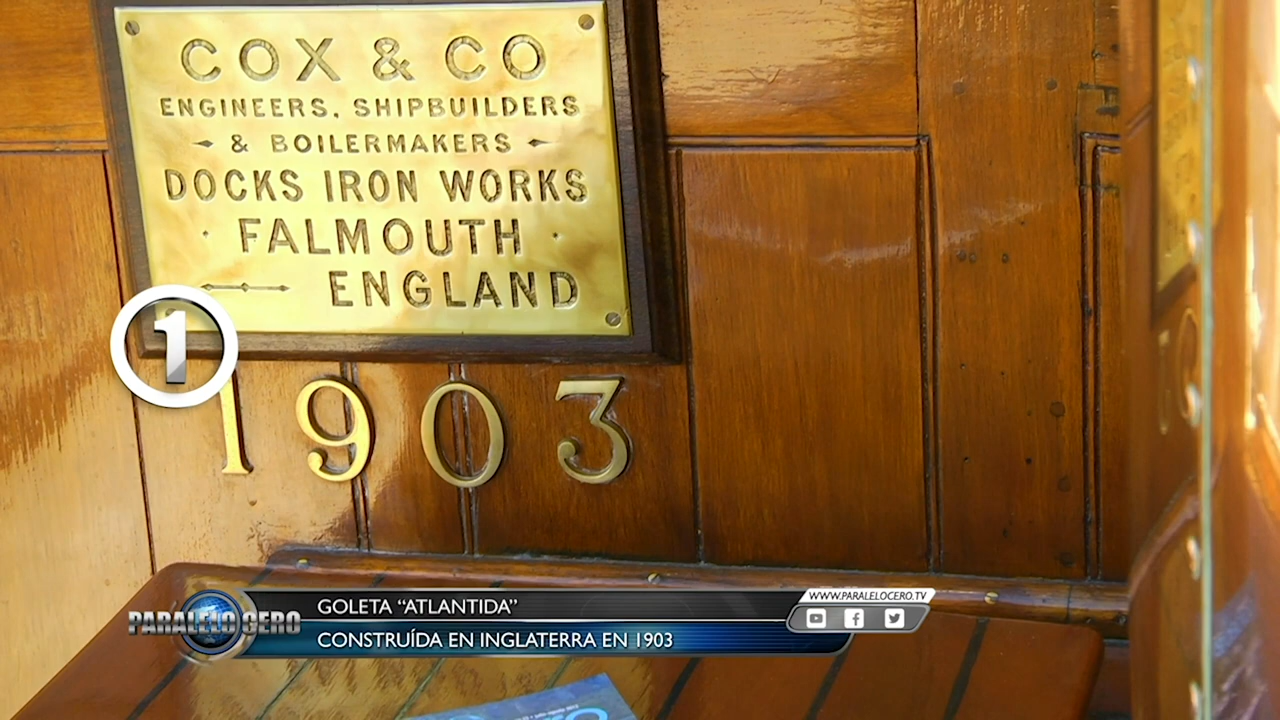 COX & CO
ENGINEERS, SHIPBUILDERS
& BOILERMAKERS
DOCKS IRON WORKS
FALMOUTH
ENGLAND
1
1903
PARALELO CERO
GOLETA “ATLANTIDA”
CONSTRUÍDA EN INGLATERRA EN 1903
WWW.PARALELOCERO.TV